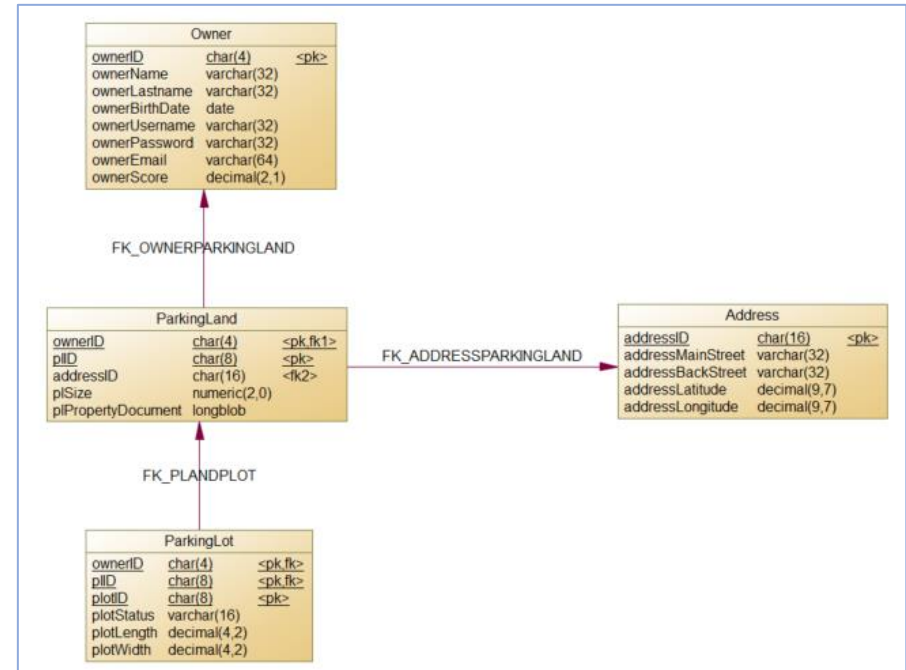 Owner
ownerID char(4) <pk>
ownerName varchar(32)
ownerLastname varchar(32)
ownerBirthDate date
ownerUsername varchar(32)
ownerPassword varchar(32)
ownerEmail varchar(64)
ownerScore decimal(2,1)
FK_OWNERPARKINGLAND
ParkingLand
ownerID char(4) <pk,fk1>
plID char(8) <pk>
addressID char(16) <fk2>
plSize numeric(2,0)
plPropertyDocument longblob
FK_ADDRESSPARKINGLAND
Address
addressID char(16) <pk>
addressMainStreet varchar(32)
addressBackStreet varchar(32)
addressLatitude decimal(9,7)
addressLongitude decimal(9,7)
FK_PLANDPLOT
ParkingLot
ownerID char(4) <pk,fk>
plID char(8) <pk,fk>
plotID char(8) <pk>
plotStatus varchar(16)
plotLength decimal(4,2)
plotWidth decimal(4,2)